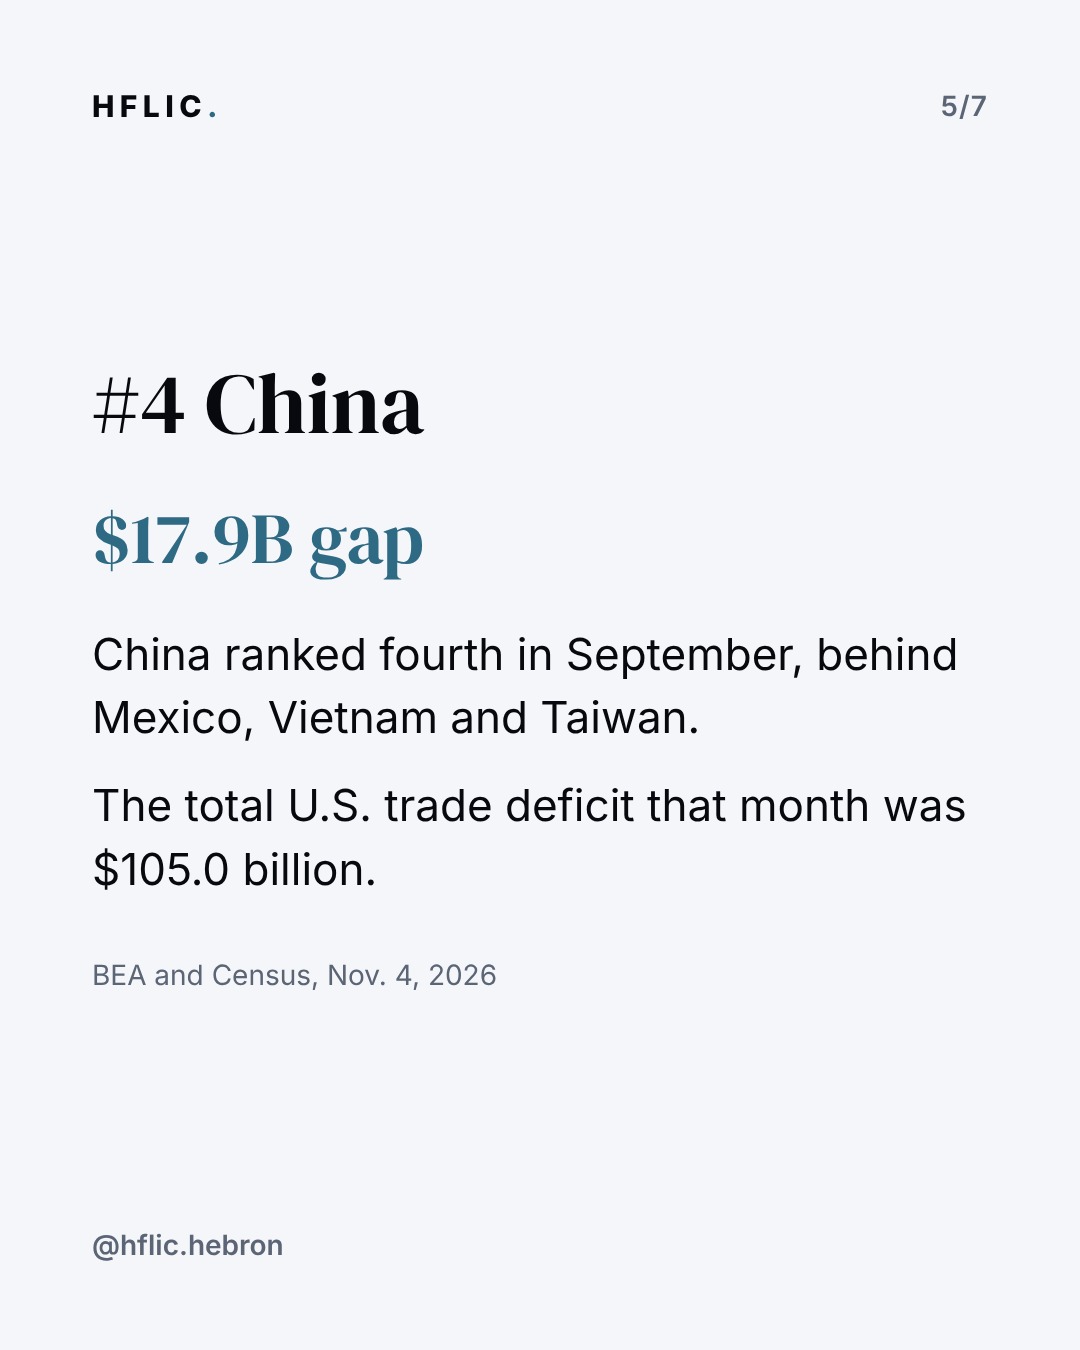 HFLIC.
5/7
#4 China
$17.9B gap
China ranked fourth in September, behind
Mexico, Vietnam and Taiwan.
The total U.S. trade deficit that month was
$105.0 billion.
BEA and Census, Nov. 4, 2026
@hflic.hebron